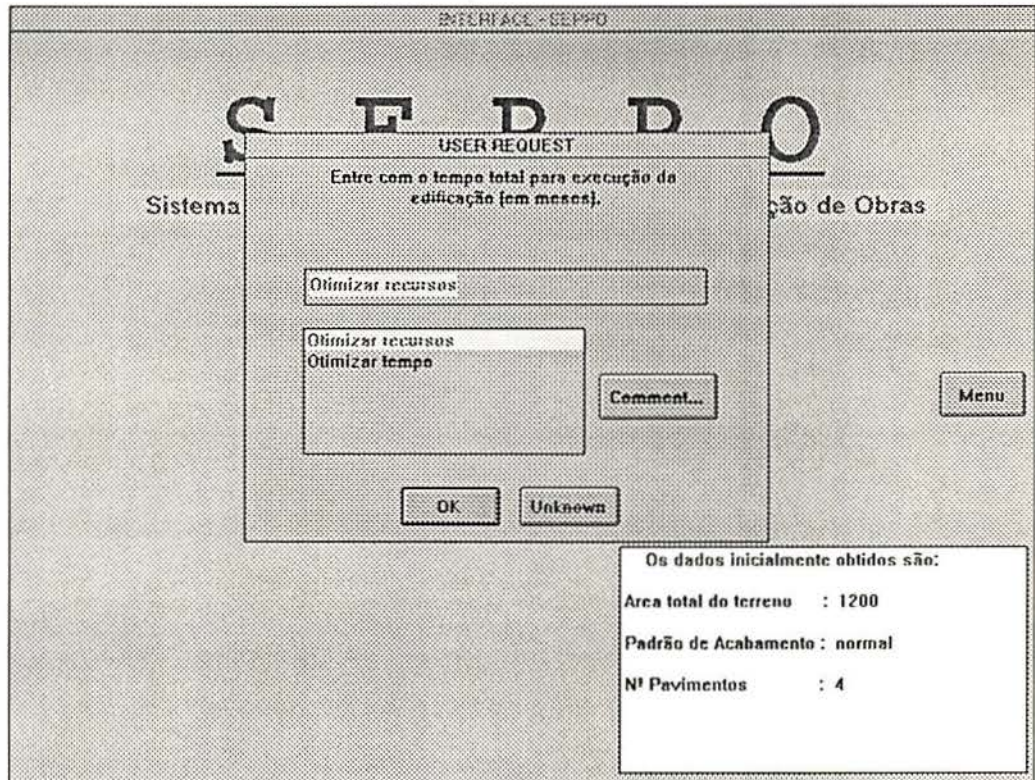 INTERFACE - SEPPO
S E P P O
USER REQUEST
Entre com o tempo total para execução da
edificação (em meses).
Sistema
ção de Obras
Otimizar recursos
Otimizar recursos
Otimizar tempo
Comment...
Menu
OK
Unknown
Os dados inicialmente obtidos são:
Area total do terreno : 1200
Padrão de Acabamento : normal
Nº Pavimentos : 4